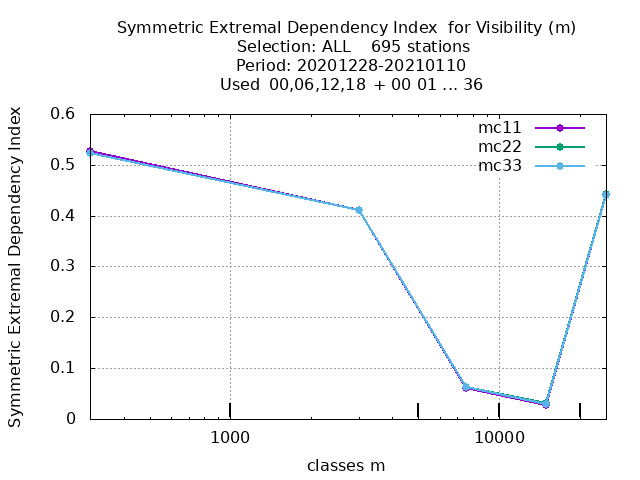 Symmetric Extremal Dependency Index for Visibility (m)
Selection: ALL 695 stations
Period: 20201228-20210110
Used 00,06,12,18 + 00 01 ... 36
Symmetric Extremal Dependency Index
0.6
0.5
0.4
0.3
0.2
0.1
0
mc11
mc22
mc33
1000 10000
classes m